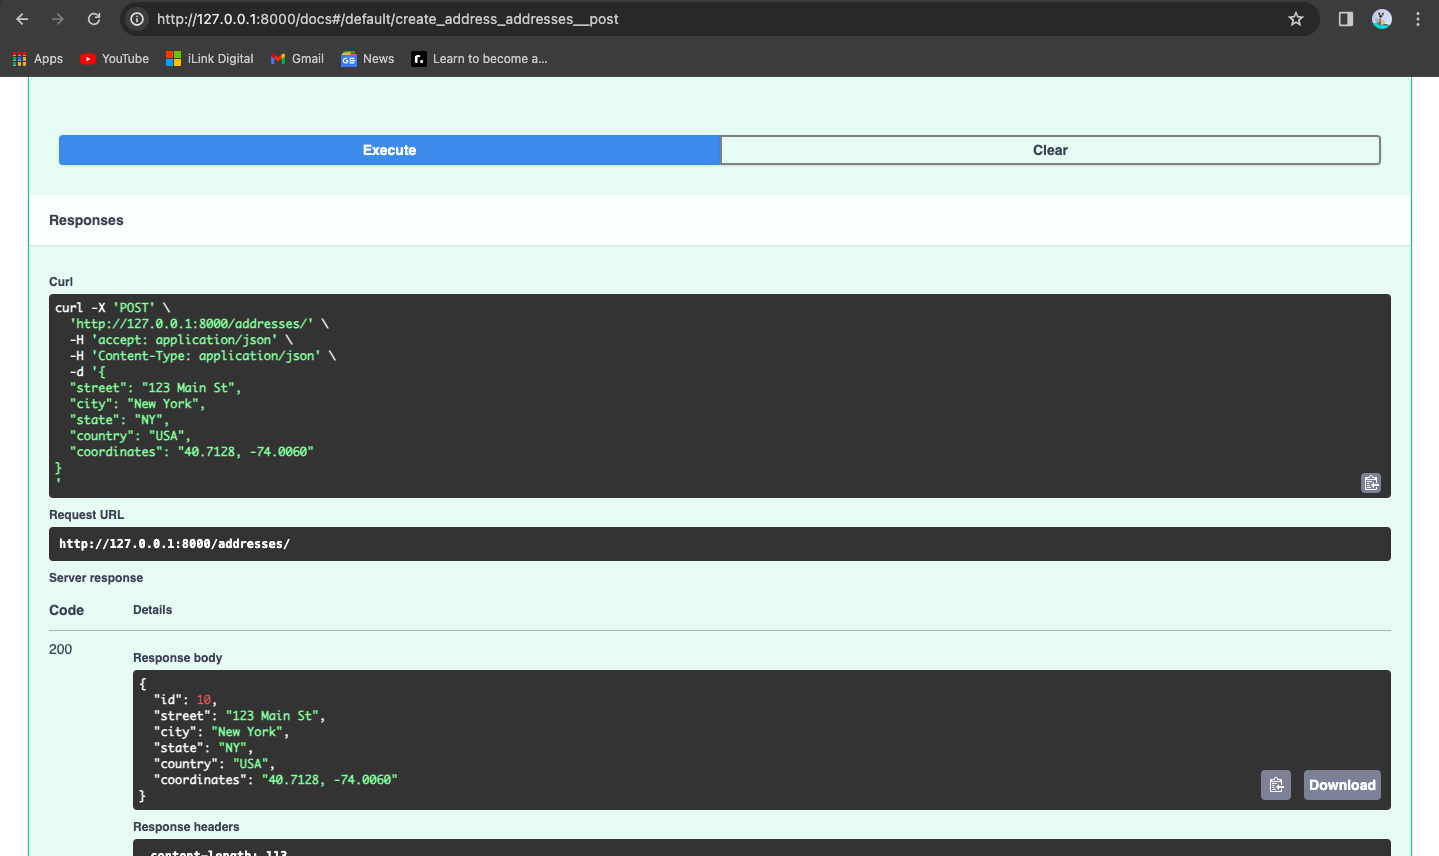 http://127.0.0.1:8000/docs#/default/create_address_addresses__post
Apps YouTube iLink Digital Gmail News Learn to become a...
Execute Clear
Responses
Curl
curl -X 'POST' \
  'http://127.0.0.1:8000/addresses/' \
  -H 'accept: application/json' \
  -H 'Content-Type: application/json' \
  -d '{
  "street": "123 Main St",
  "city": "New York",
  "state": "NY",
  "country": "USA",
  "coordinates": "40.7128, -74.0060"
}
'
Request URL
http://127.0.0.1:8000/addresses/
Server response
Code Details
200
Response body
{
  "id": 10,
  "street": "123 Main St",
  "city": "New York",
  "state": "NY",
  "country": "USA",
  "coordinates": "40.7128, -74.0060"
}
Download
Response headers
content-length: 113